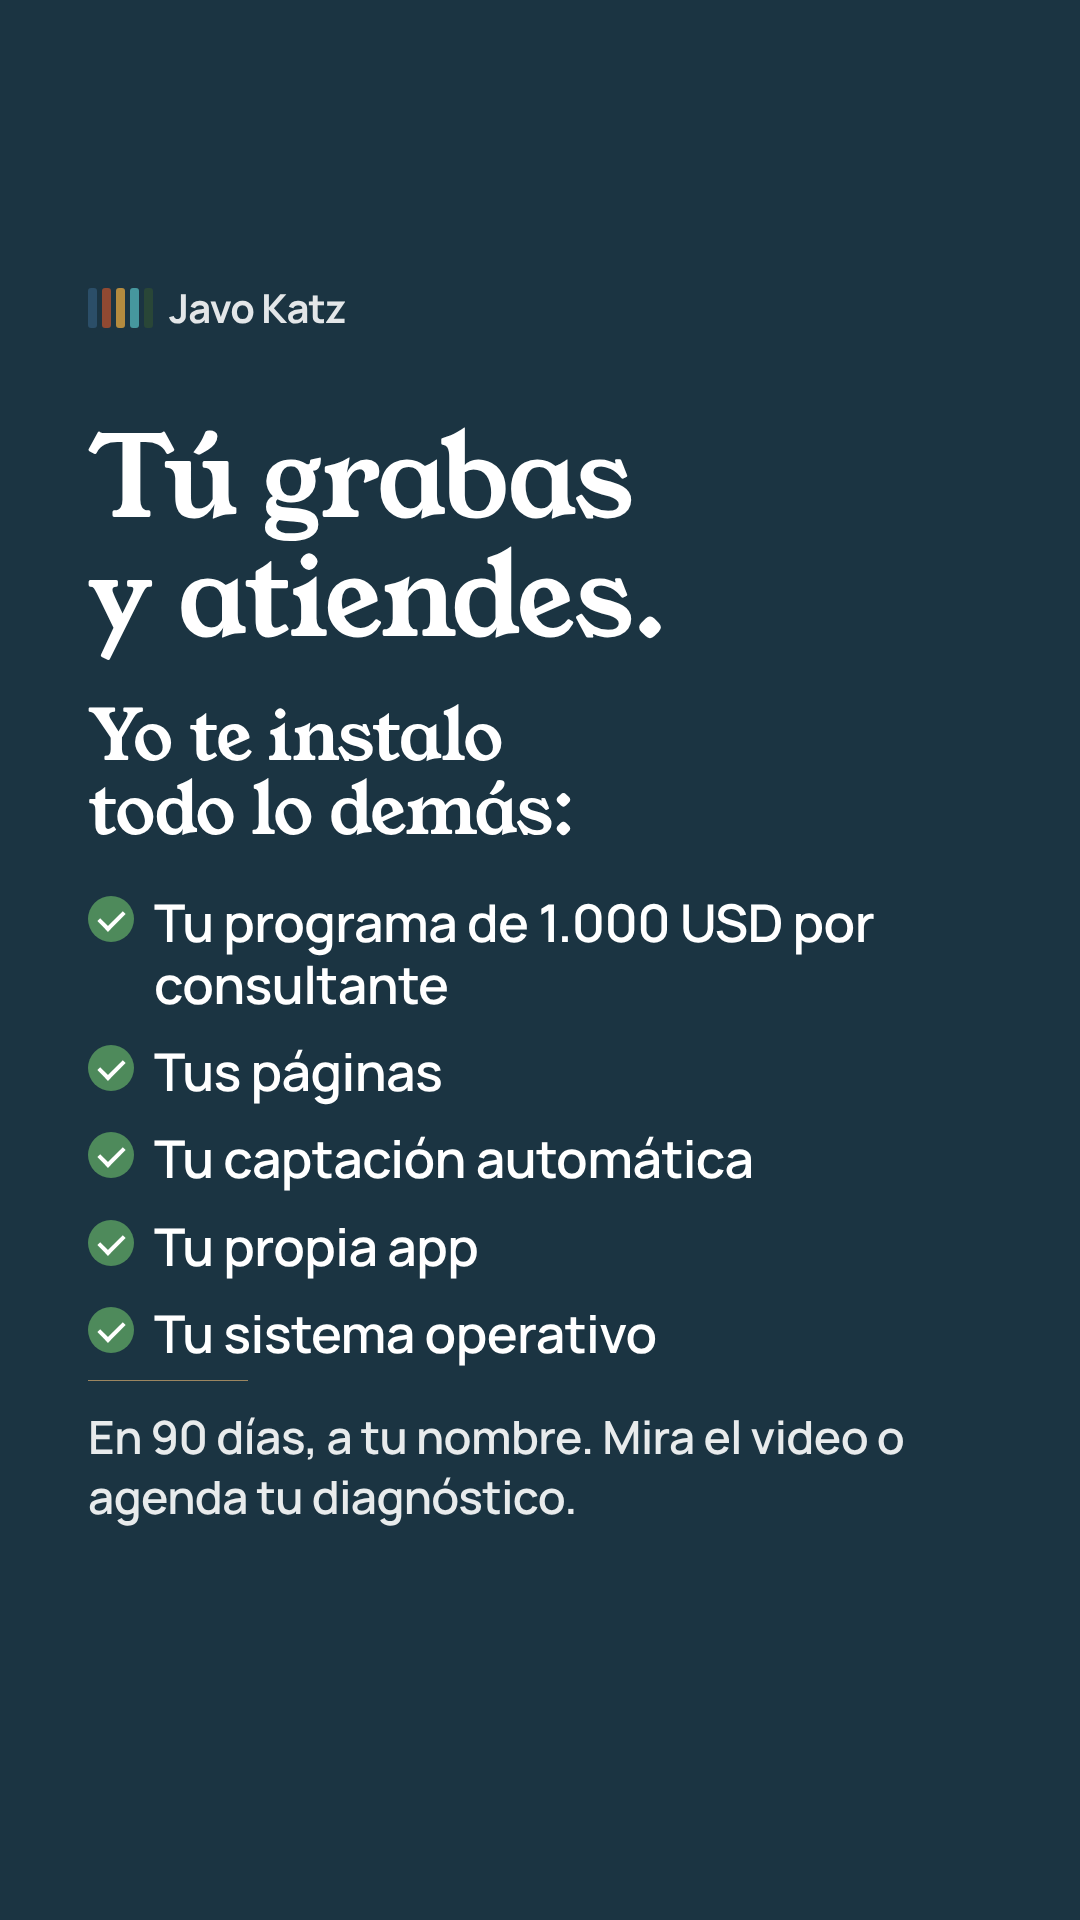 Javo Katz
Tú grabas
y atiendes.
Yo te instalo
todo lo demás:
Tu programa de 1.000 USD por
consultante
Tus páginas
Tu captación automática
Tu propia app
Tu sistema operativo
En 90 días, a tu nombre. Mira el video o
agenda tu diagnóstico.